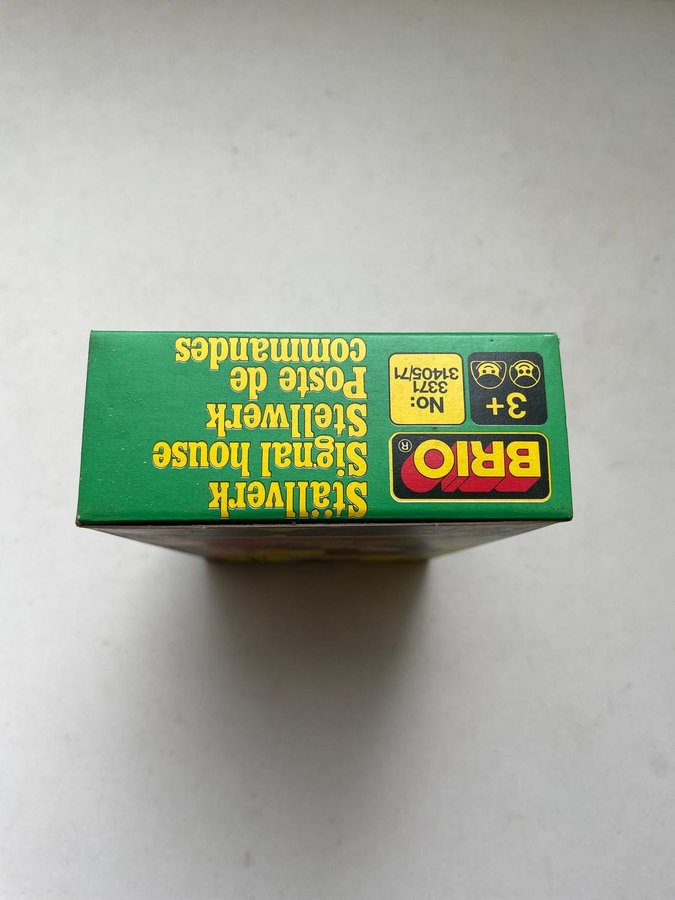 BRIO®
3+
No:
3371
31405/71
Ställverk
Signal house
Stellwerk
Poste de
commandes